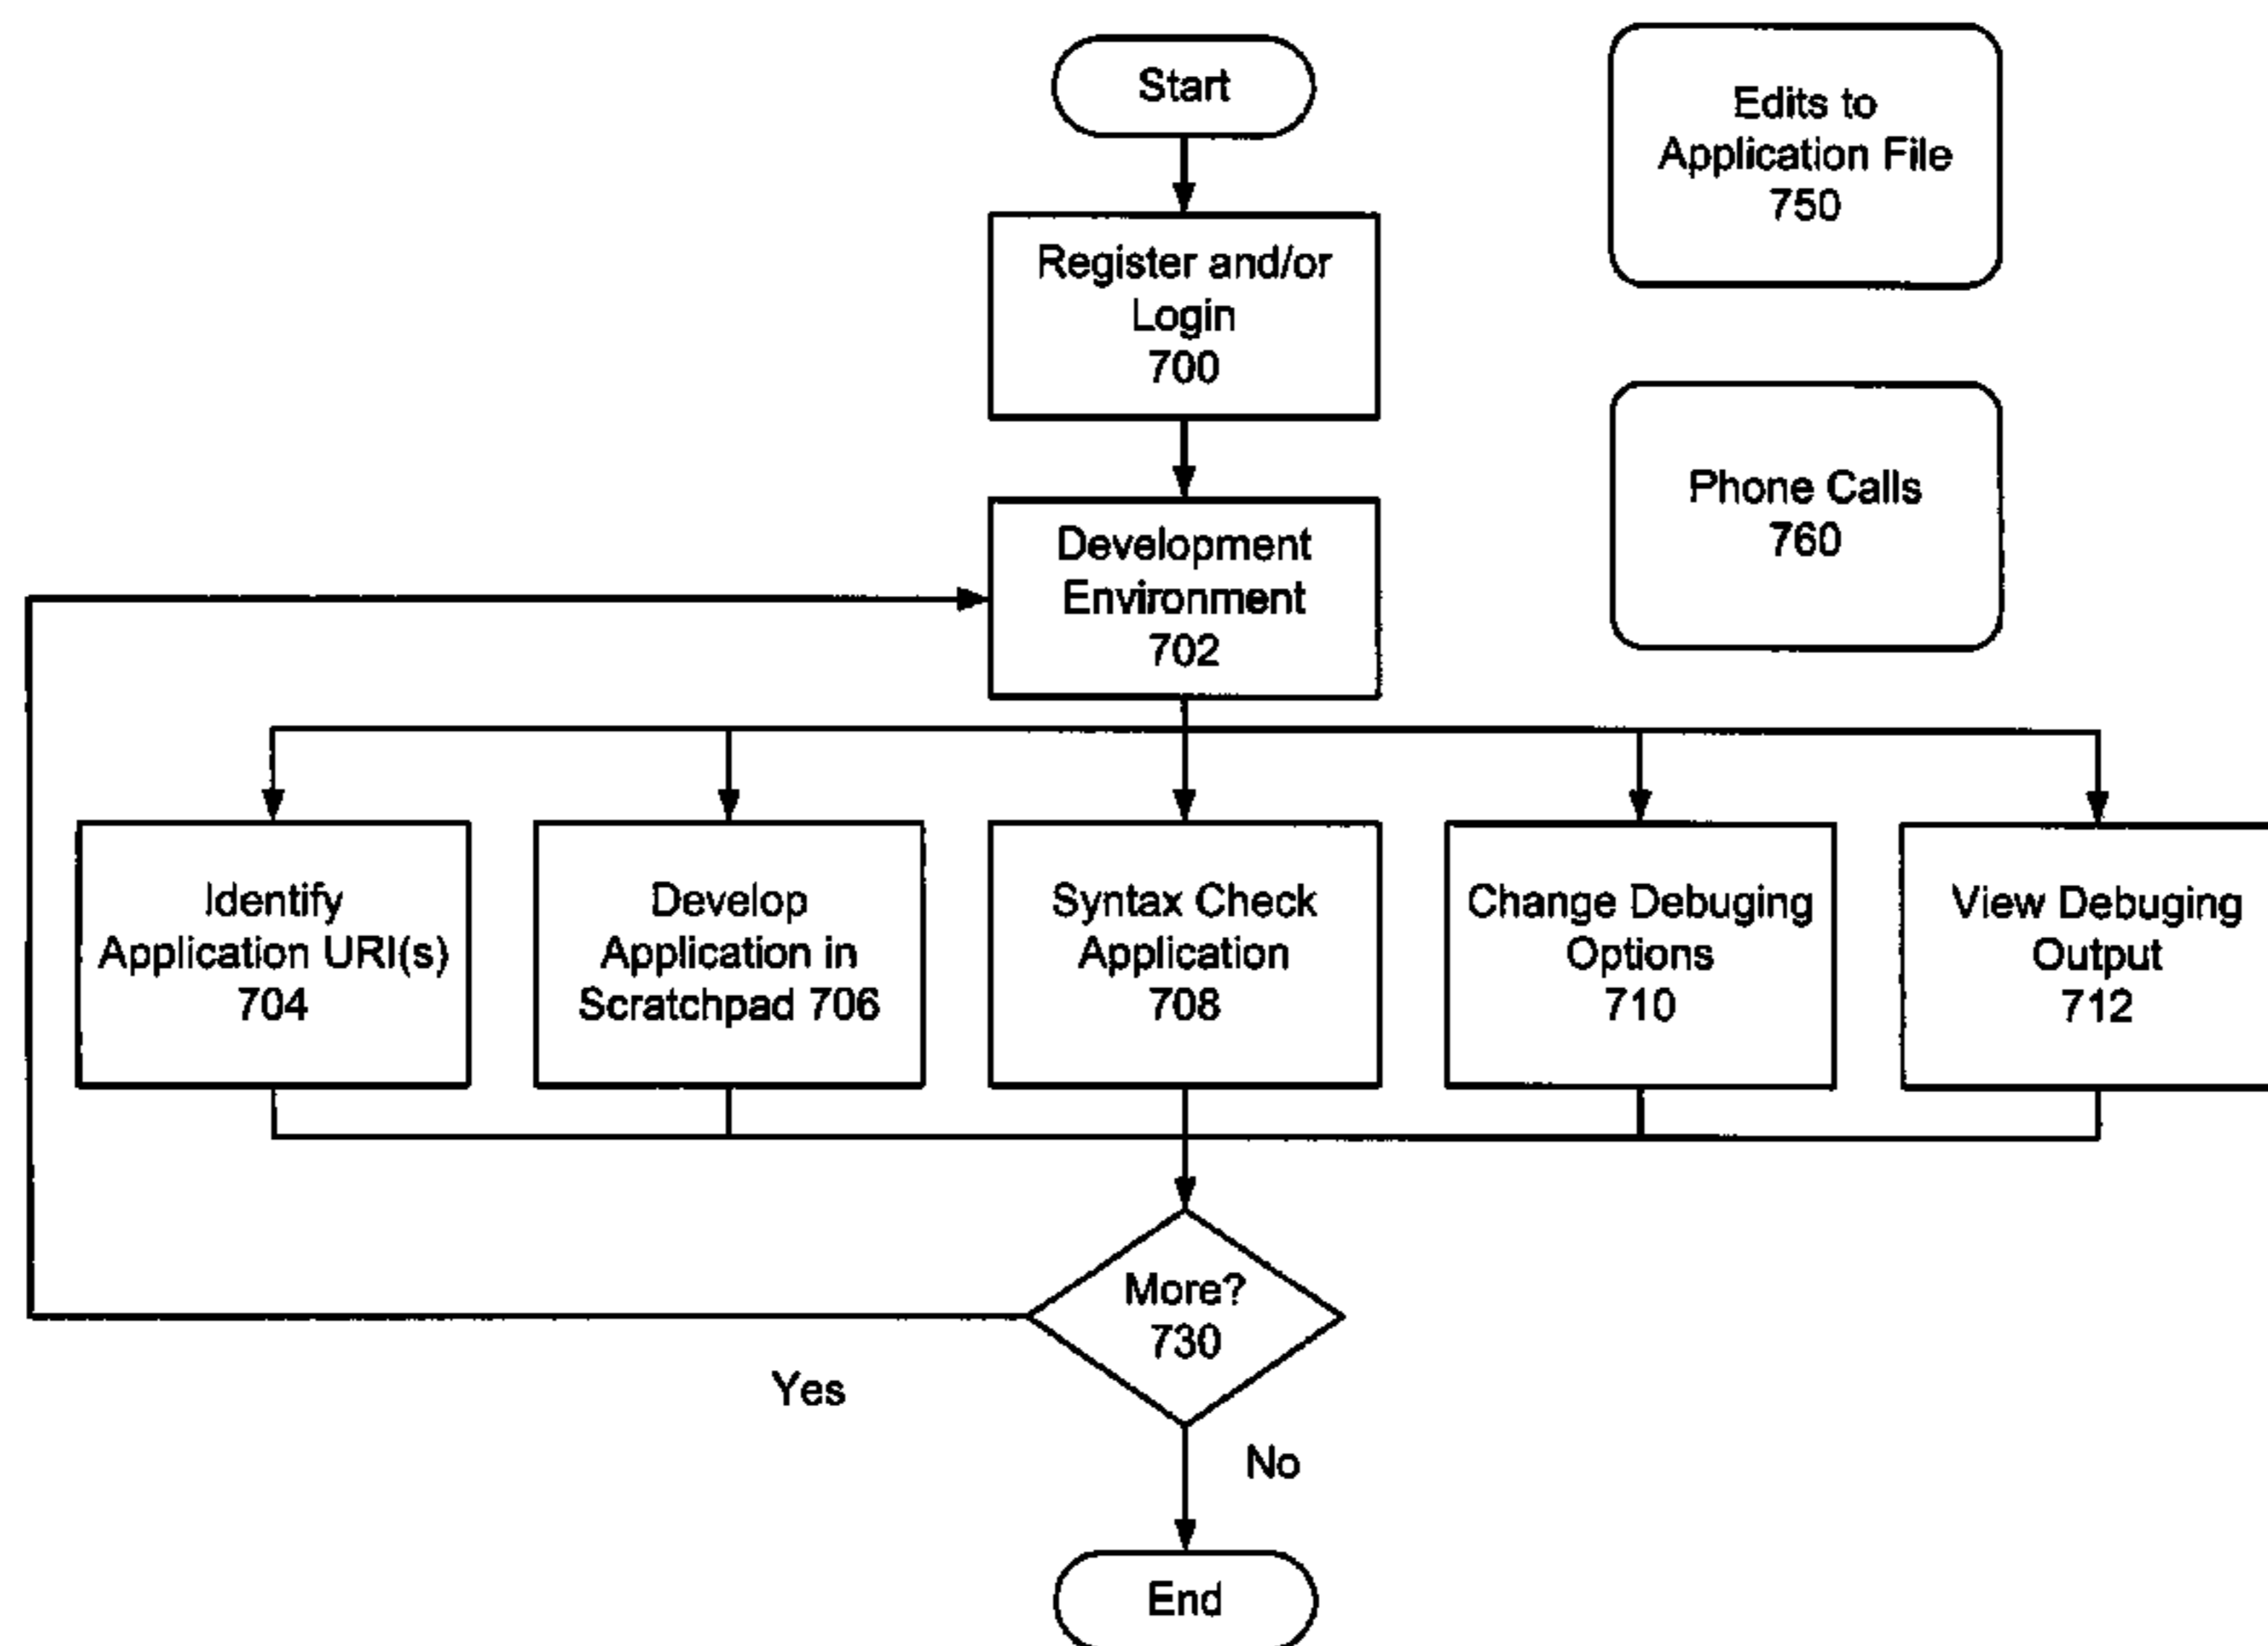 Start
Edits to
Application File
750
Register and/or
Login
700
Phone Calls
760
Development
Environment
702
Identify
Application URI(s)
704
Develop
Application in
Scratchpad 706
Syntax Check
Application
708
Change Debuging
Options
710
View Debuging
Output
712
More?
730
Yes
No
End